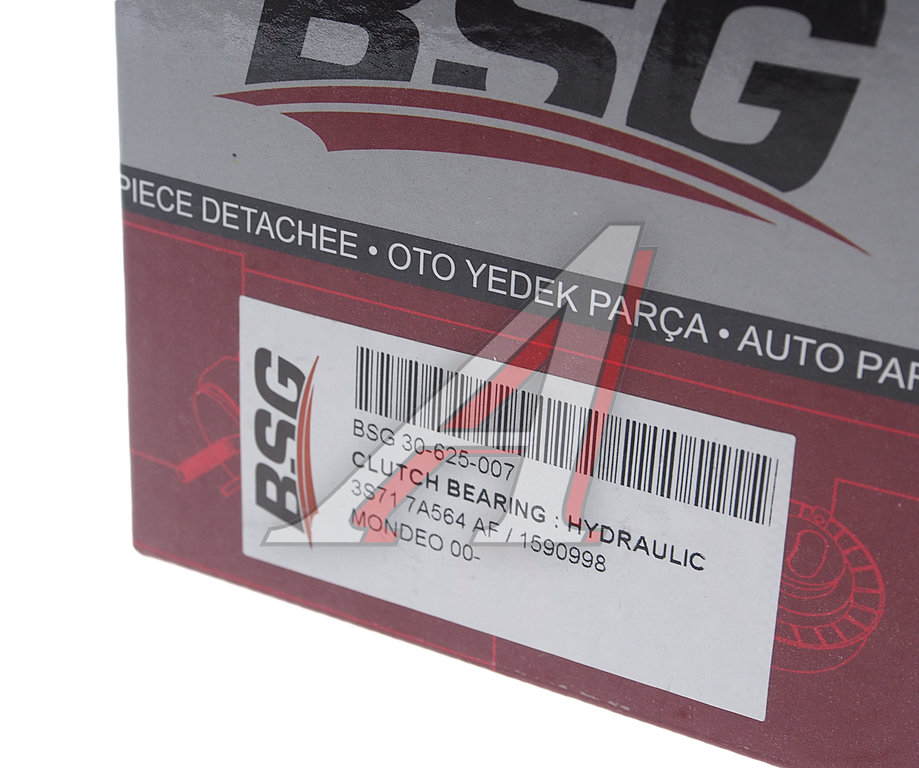 BSG
PIECE DETACHEE • OTO YEDEK PARÇA • AUTO PAR
BSG
BSG 30-625-007
CLUTCH BEARING : HYDRAULIC
3S71 7A564 AF / 1590998
MONDEO 00-